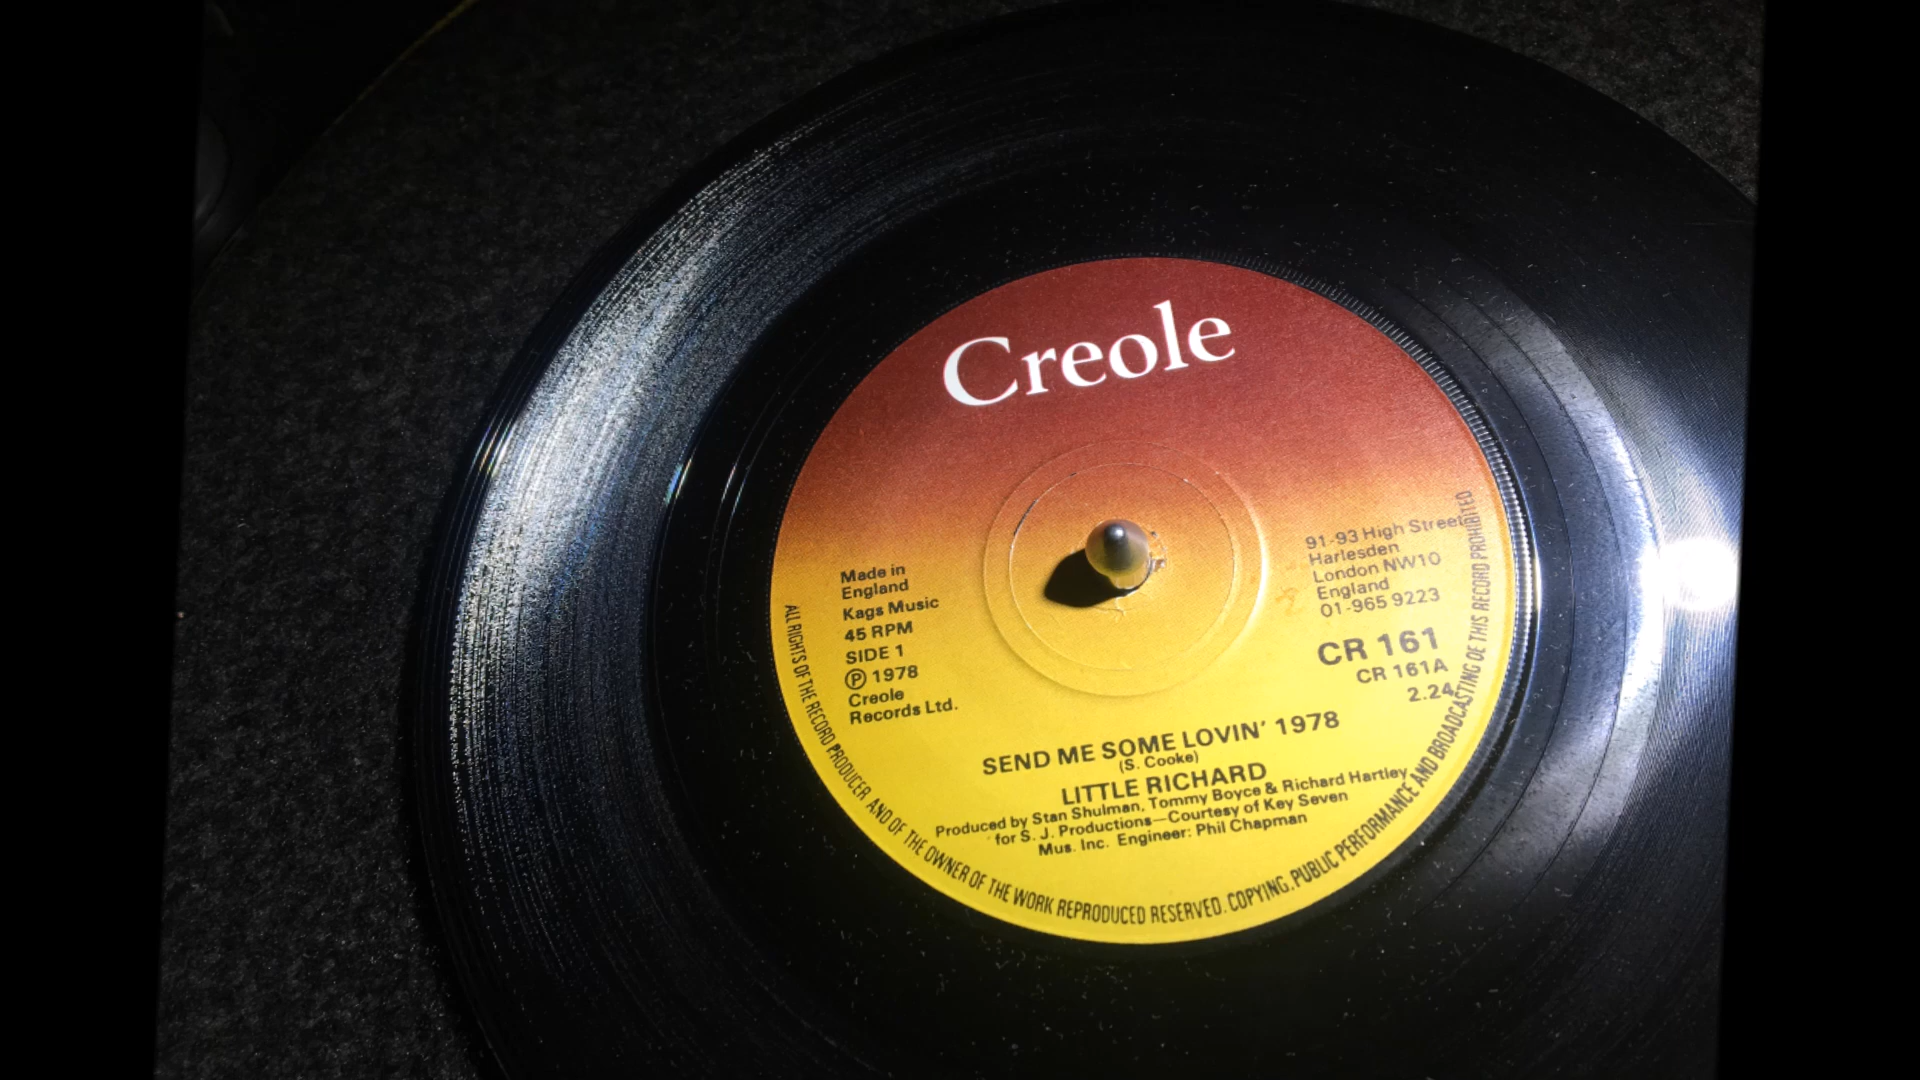 Creole
Made in
England
Kags Music
45 RPM
SIDE 1
Ⓟ 1978
Creole
Records Ltd.
91-93 High Street
Harlesden
London NW10
England
01-965 9223
CR 161
CR 161A
2.24
SEND ME SOME LOVIN' 1978
(S. Cooke)
LITTLE RICHARD
Produced by Stan Shulman, Tommy Boyce & Richard Hartley
for S. J. Productions—Courtesy of Key Seven
Mus. Inc. Engineer: Phil Chapman
ALL RIGHTS OF THE RECORD PRODUCER AND OF THE OWNER OF THE WORK REPRODUCED RESERVED. COPYING, PUBLIC PERFORMANCE AND BROADCASTING OF THIS RECORD PROHIBITED